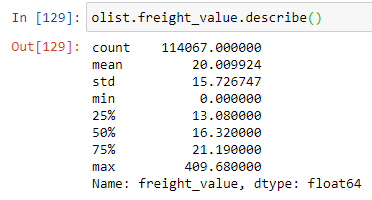 In [129]: olist.freight_value.describe()
Out[129]: count    114067.000000
mean         20.009924
std          15.726747
min           0.000000
25%          13.080000
50%          16.320000
75%          21.190000
max         409.680000
Name: freight_value, dtype: float64